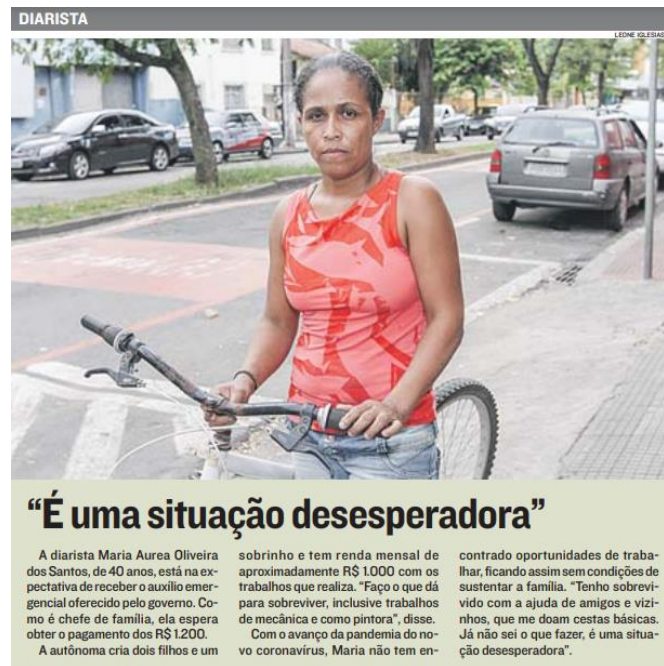 DIARISTA
LEONE IGLESIAS
“É uma situação desesperadora”
A diarista Maria Aurea Oliveira
dos Santos, de 40 anos, está na ex-
pectativa de receber o auxílio emer-
gencial oferecido pelo governo. Co-
mo é chefe de família, ela espera
obter o pagamento dos R$ 1.200.
A autônoma cria dois filhos e um
sobrinho e tem renda mensal de
aproximadamente R$ 1.000 com os
trabalhos que realiza. “Faço o que dá
para sobreviver, inclusive trabalhos
de mecânica e como pintora”, disse.
Com o avanço da pandemia do no-
vo coronavírus, Maria não tem en-
contrado oportunidades de traba-
lhar, ficando assim sem condições de
sustentar a família. “Tenho sobrevi-
vido com a ajuda de amigos e vizi-
nhos, que me doam cestas básicas.
Já não sei o que fazer, é uma situa-
ção desesperadora”.